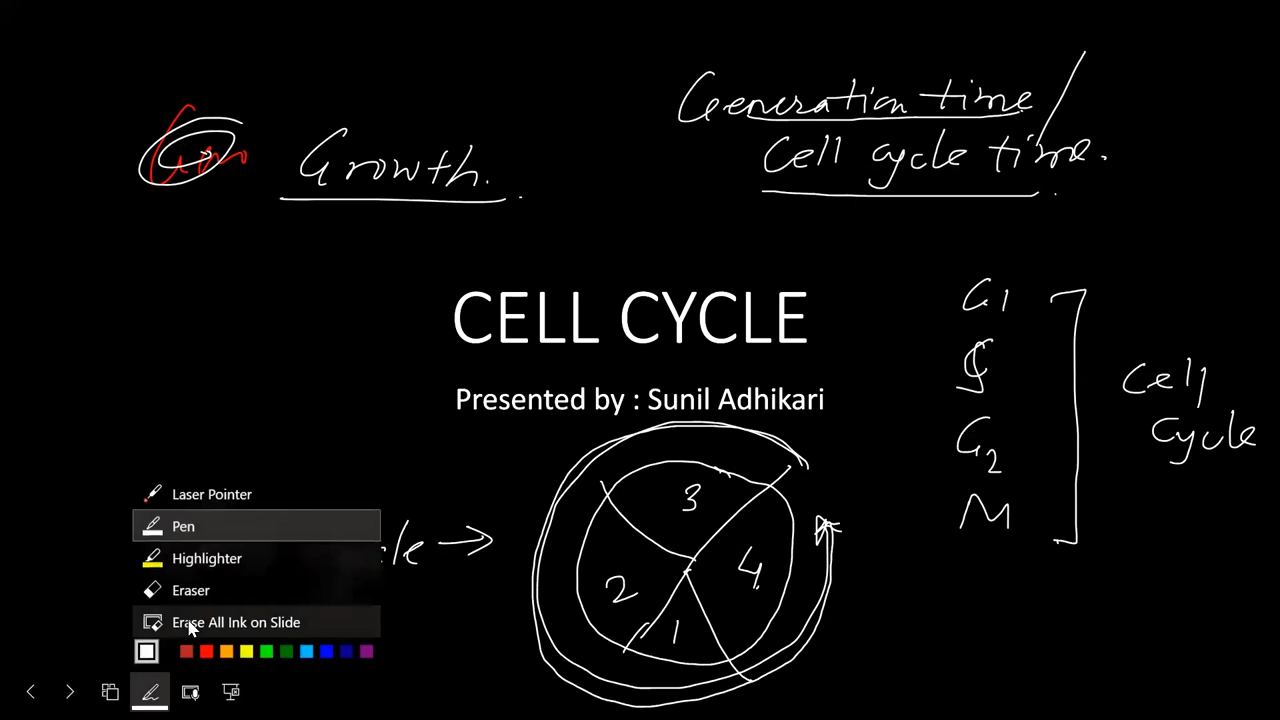 Generation time/
Growth.
Cell cycle time.
CELL CYCLE
Presented by : Sunil Adhikari
G1
S
G2
M
Cell
Cycle
3
2
4
1
Laser Pointer
Pen
Highlighter
Eraser
Erase All Ink on Slide